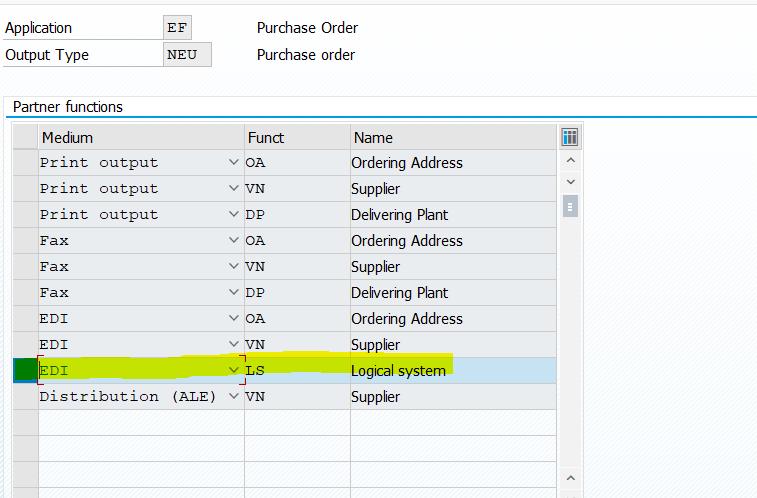 Application EF Purchase Order
Output Type NEU Purchase order
Partner functions
Medium Funct Name
Print output OA Ordering Address
Print output VN Supplier
Print output DP Delivering Plant
Fax OA Ordering Address
Fax VN Supplier
Fax DP Delivering Plant
EDI OA Ordering Address
EDI VN Supplier
EDI LS Logical system
Distribution (ALE) VN Supplier